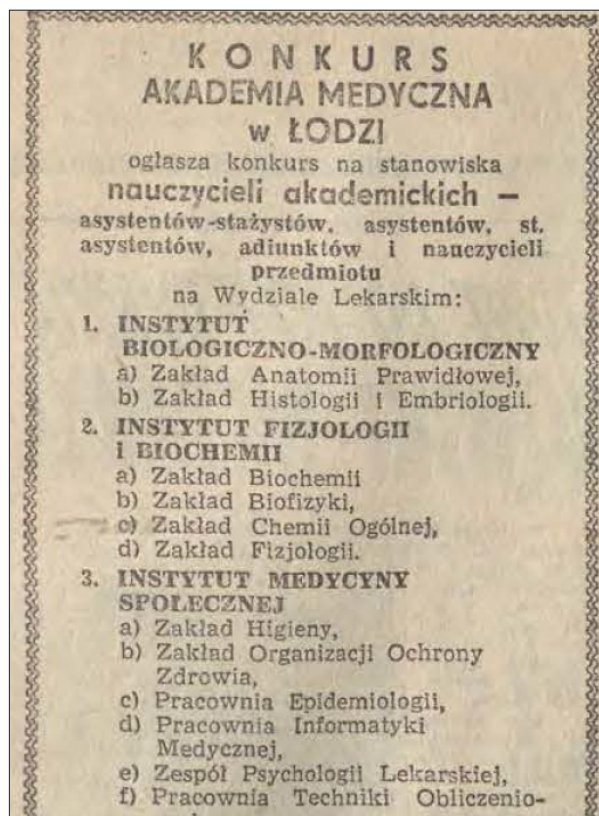 KONKURS
AKADEMIA MEDYCZNA
w ŁODZI
ogłasza konkurs na stanowiska
nauczycieli akademickich —
asystentów-stażystów, asystentów, st.
asystentów, adiunktów i nauczycieli
przedmiotu
na Wydziale Lekarskim:
1. INSTYTUT
BIOLOGICZNO-MORFOLOGICZNY
a) Zakład Anatomii Prawidłowej,
b) Zakład Histologii i Embriologii.
2. INSTYTUT FIZJOLOGII
i BIOCHEMII
a) Zakład Biochemii
b) Zakład Biofizyki,
c) Zakład Chemii Ogólnej,
d) Zakład Fizjologii.
3. INSTYTUT MEDYCYNY
SPOŁECZNEJ
a) Zakład Higieny,
b) Zakład Organizacji Ochrony
Zdrowia,
c) Pracownia Epidemiologii,
d) Pracownia Informatyki
Medycznej,
e) Zespół Psychologii Lekarskiej,
f) Pracownia Techniki Obliczenio-